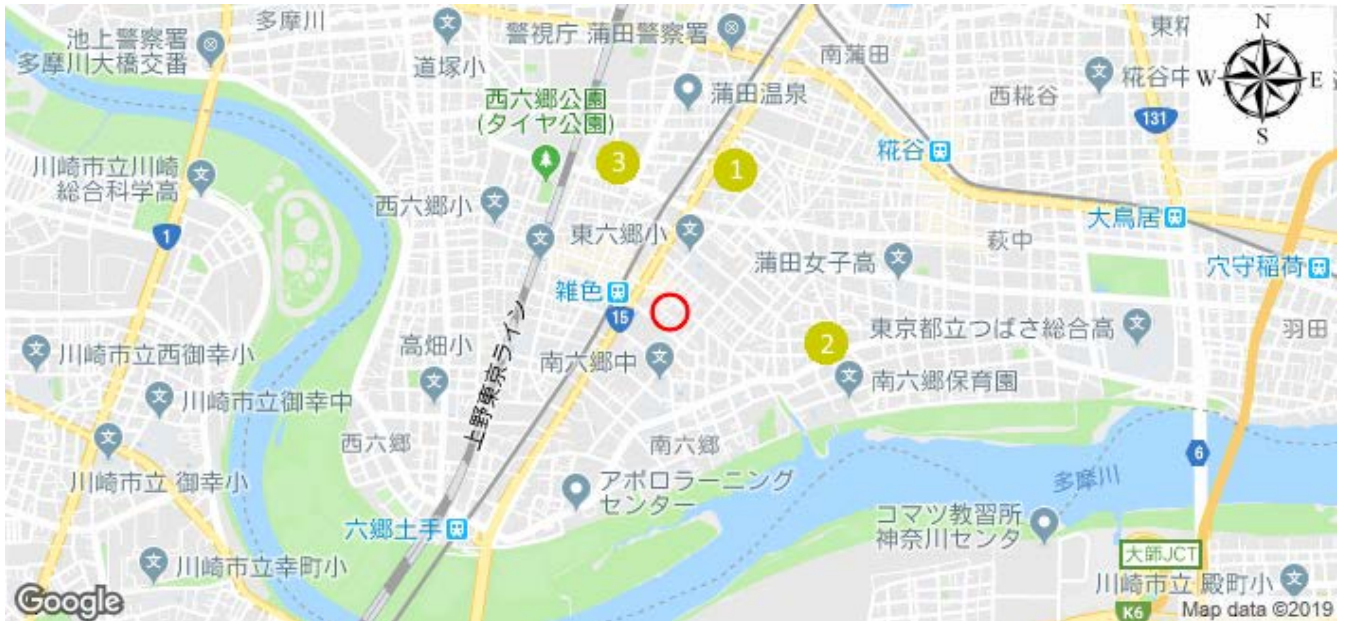 多摩川
東糀
N
池上警察署
多摩川大橋交番
警視庁 蒲田警察署
南蒲田
道塚小
糀谷中
W
E
蒲田温泉
西糀谷
西六郷公園
(タイヤ公園)
131
S
3
1
糀谷
川崎市立川崎
総合科学高
西六郷小
大鳥居
1
東六郷小
萩中
蒲田女子高
穴守稲荷
雑色
15
東京都立つばさ総合高
羽田
川崎市立西御幸小
高畑小
上野東京ライン
南六郷中
2
南六郷保育園
川崎市立御幸中
西六郷
南六郷
6
川崎市立 御幸小
アポロラーニング
センター
多摩川
六郷土手
コマツ教習所
神奈川センタ
大師JCT
川崎市立幸町小
川崎市立 殿町小
Google
K6
Map data ©2019